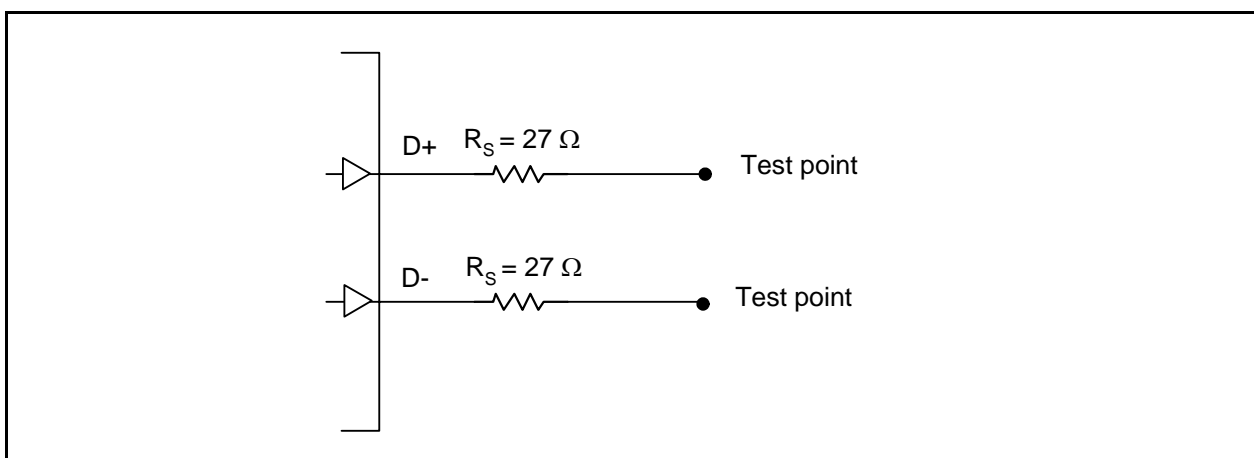 D+ R_S = 27 Ω Test point
D- R_S = 27 Ω Test point